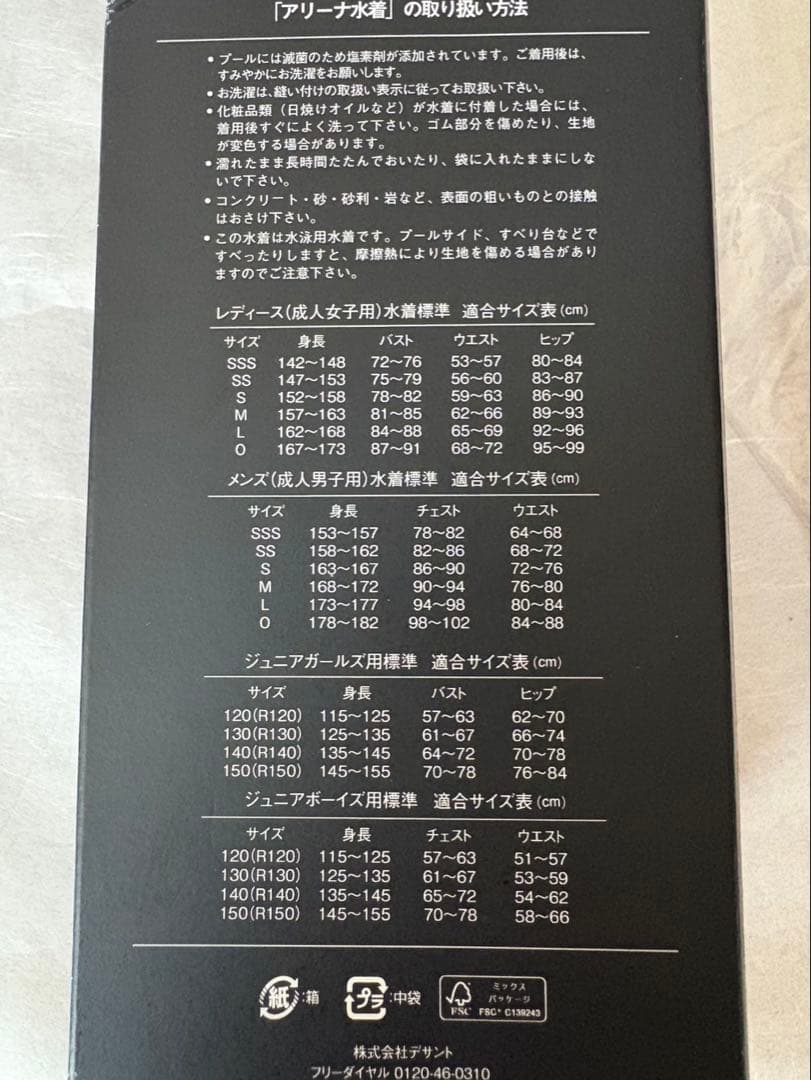 「アリーナ水着」の取り扱い方法
•プールには滅菌のため塩素剤が添加されています。ご着用後は、
すみやかにお洗濯をお願いします。
•お洗濯は、縫い付けの取扱い表示に従ってお取扱い下さい。
•化粧品類（日焼けオイルなど）が水着に付着した場合には、
着用後すぐによく洗って下さい。ゴム部分を傷めたり、生地
が変色する場合があります。
•濡れたまま長時間たたんでおいたり、袋に入れたままにしな
いで下さい。
•コンクリート・砂・砂利・岩など、表面の粗いものとの接触
はおさけ下さい。
•この水着は水泳用水着です。プールサイド、すべり台などで
すべったりしますと、摩擦熱により生地を傷める場合があり
ますのでご注意下さい。
レディース（成人女子用）水着標準 適合サイズ表（cm）
サイズ 身長 バスト ウエスト ヒップ
SSS 142〜148 72〜76 53〜57 80〜84
SS 147〜153 75〜79 56〜60 83〜87
S 152〜158 78〜82 59〜63 86〜90
M 157〜163 81〜85 62〜66 89〜93
L 162〜168 84〜88 65〜69 92〜96
O 167〜173 87〜91 68〜72 95〜99
メンズ（成人男子用）水着標準 適合サイズ表（cm）
サイズ 身長 チェスト ウエスト
SSS 153〜157 78〜82 64〜68
SS 158〜162 82〜86 68〜72
S 163〜167 86〜90 72〜76
M 168〜172 90〜94 76〜80
L 173〜177 94〜98 80〜84
O 178〜182 98〜102 84〜88
ジュニアガールズ用標準 適合サイズ表（cm）
サイズ 身長 バスト ヒップ
120（R120） 115〜125 57〜63 62〜70
130（R130） 125〜135 61〜67 66〜74
140（R140） 135〜145 64〜72 70〜78
150（R150） 145〜155 70〜78 76〜84
ジュニアボーイズ用標準 適合サイズ表（cm）
サイズ 身長 チェスト ウエスト
120（R120） 115〜125 57〜63 51〜57
130（R130） 125〜135 61〜67 53〜59
140（R140） 135〜145 65〜72 54〜62
150（R150） 145〜155 70〜78 58〜66
紙：箱 プラ：中袋 FSC ミックス
パッケージ
FSC® C139243
株式会社デサント
フリーダイヤル 0120-46-0310